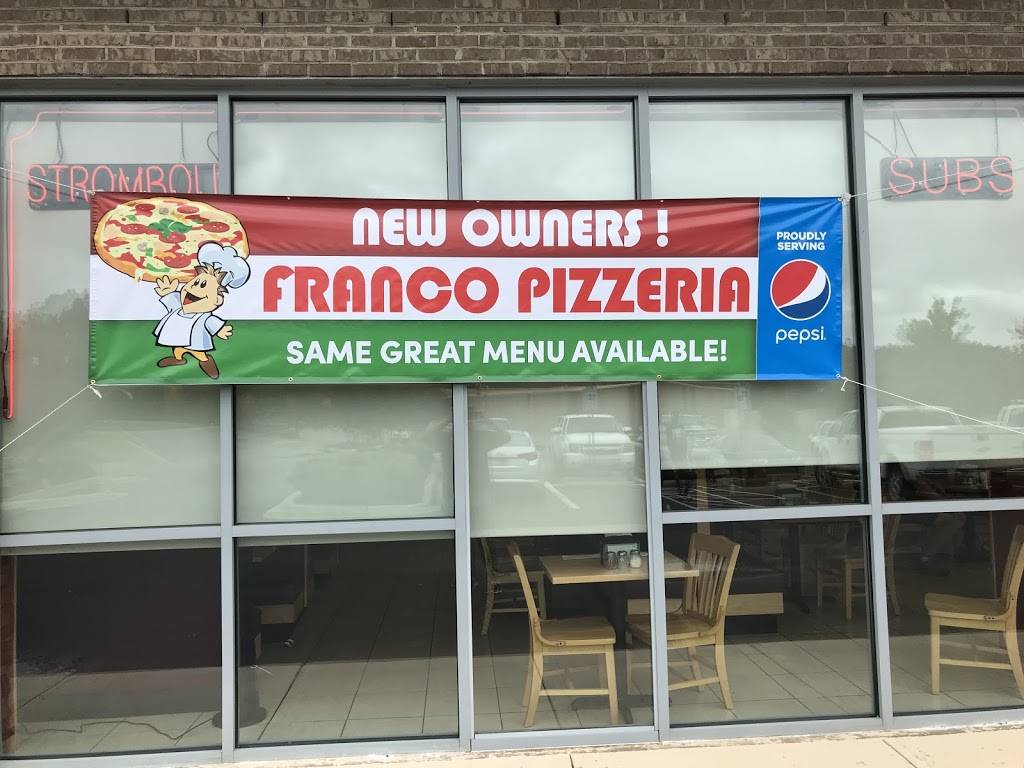 STROMBOLI
SUBS
NEW OWNERS !
FRANCO PIZZERIA
SAME GREAT MENU AVAILABLE!
PROUDLY
SERVING
pepsi